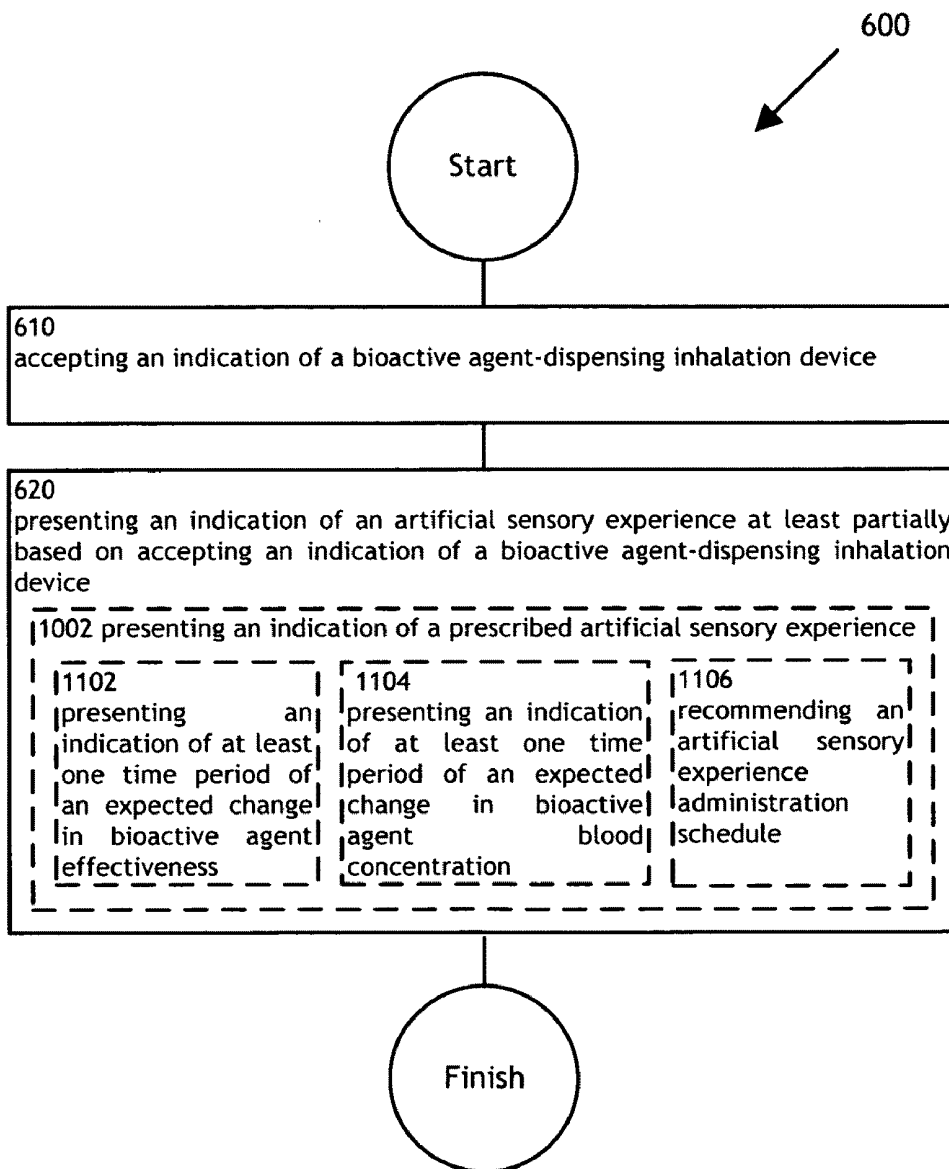 600
Start
610
accepting an indication of a bioactive agent-dispensing inhalation device
620
presenting an indication of an artificial sensory experience at least partially
based on accepting an indication of a bioactive agent-dispensing inhalation
device
1002 presenting an indication of a prescribed artificial sensory experience
1102
presenting an
indication of at least
one time period of
an expected change
in bioactive agent
effectiveness
1104
presenting an indication
of at least one time
period of an expected
change in bioactive
agent blood
concentration
1106
recommending an
artificial sensory
experience
administration
schedule
Finish